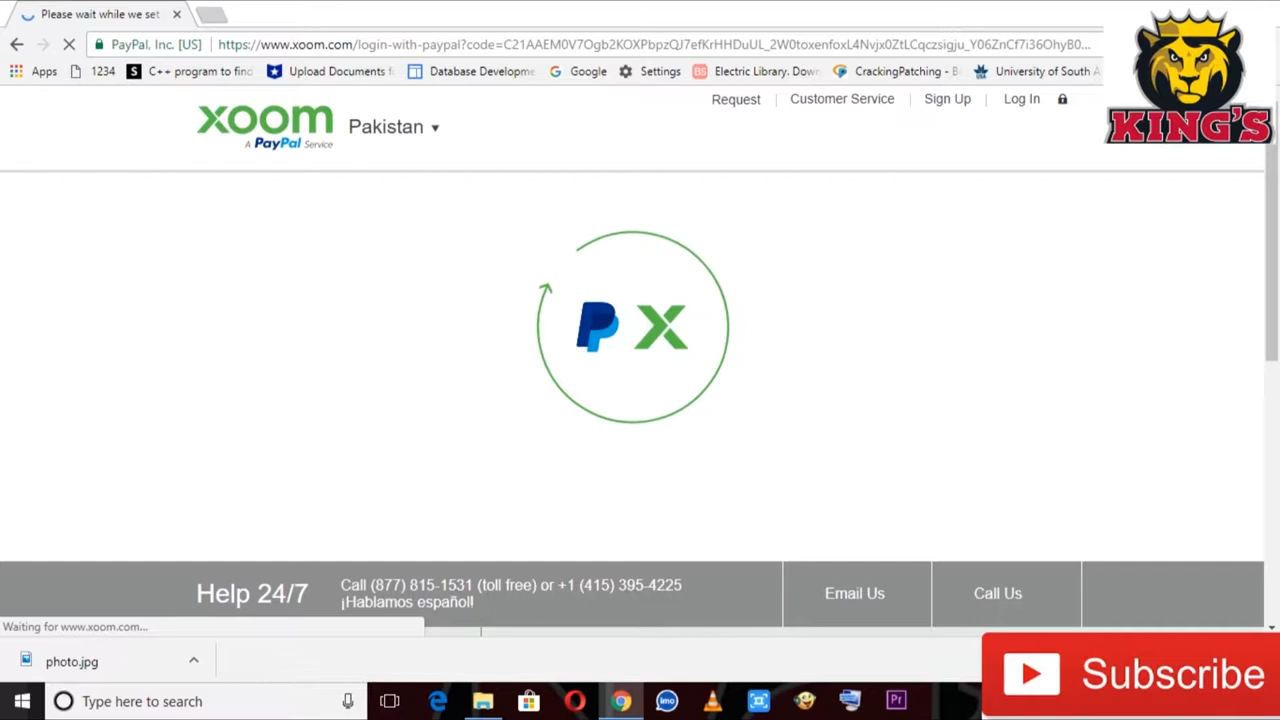 Please wait while we set
PayPal, Inc. [US]
https://www.xoom.com/login-with-paypal?
Apps
1234
S
C++ program to find
Upload Documents f
Database Developme
Google
Settings
BS
Electric Library. Dow
CrackingPatching - B
University of South A
KING'S
Request
Customer Service
Sign Up
Log In
xoom
A PayPal Service
Pakistan
P X
Help 24/7
Call (877) 815-1531 (toll free) or +1 (415) 395-4225
¡Hablamos español!
Email Us
Call Us
Waiting for www.xoom.com...
photo.jpg
Subscribe
Type here to search
imo
Pr